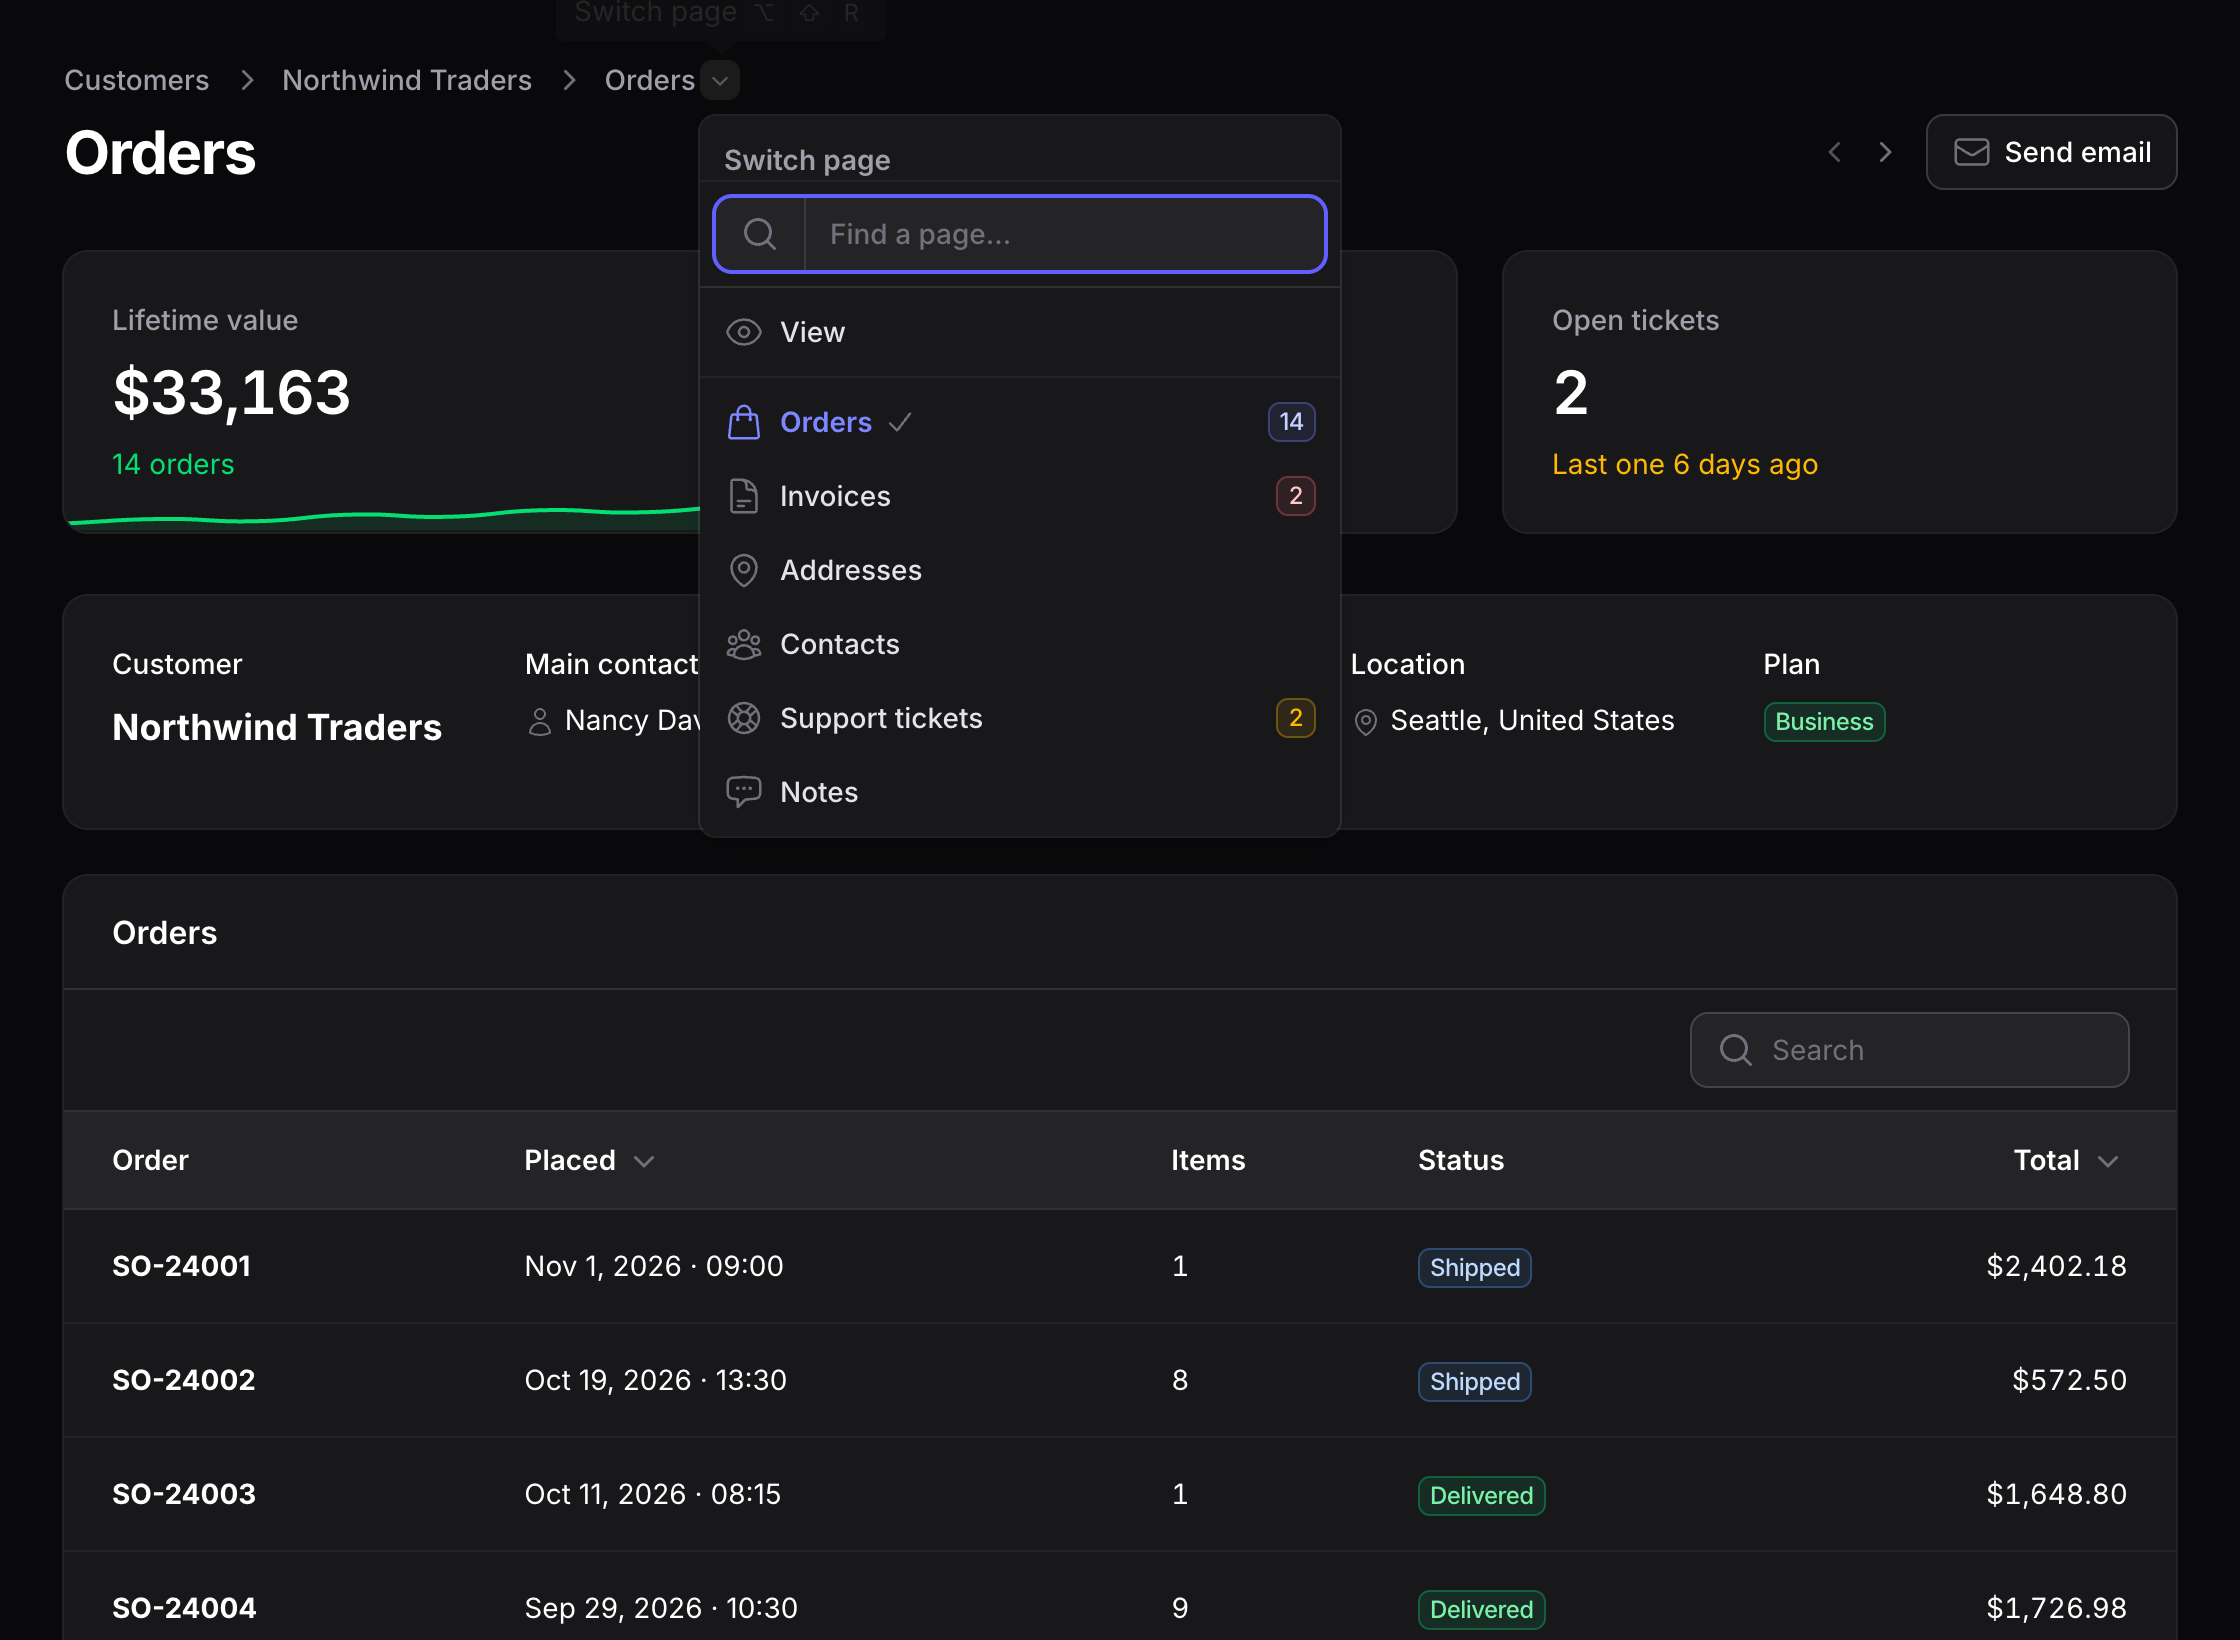 Switch page ⌥ ⇧ R
Customers > Northwind Traders > Orders
Orders
Send email
Switch page
Find a page...
View
Orders 14
Invoices 2
Addresses
Contacts
Support tickets 2
Notes
Lifetime value
$33,163
14 orders
Open tickets
2
Last one 6 days ago
Customer
Northwind Traders
Main contact
Nancy Dav
Location
Seattle, United States
Plan
Business
Orders
Search
Order Placed Items Status Total
SO-24001 Nov 1, 2026 · 09:00 1 Shipped $2,402.18
SO-24002 Oct 19, 2026 · 13:30 8 Shipped $572.50
SO-24003 Oct 11, 2026 · 08:15 1 Delivered $1,648.80
SO-24004 Sep 29, 2026 · 10:30 9 Delivered $1,726.98